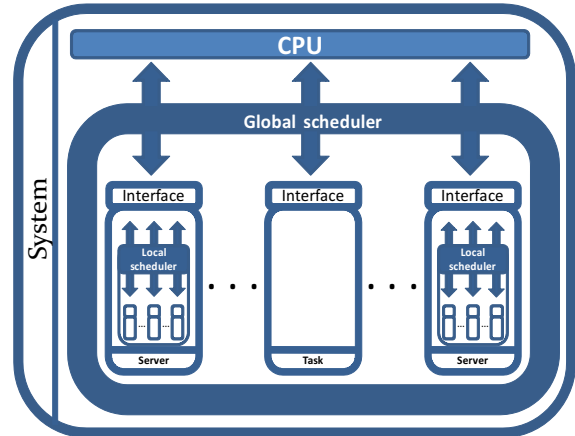 System
CPU
Global scheduler
Interface
Interface
Interface
Local
scheduler
Local
scheduler
. . .
. . .
... ...
... ...
Server
Task
Server